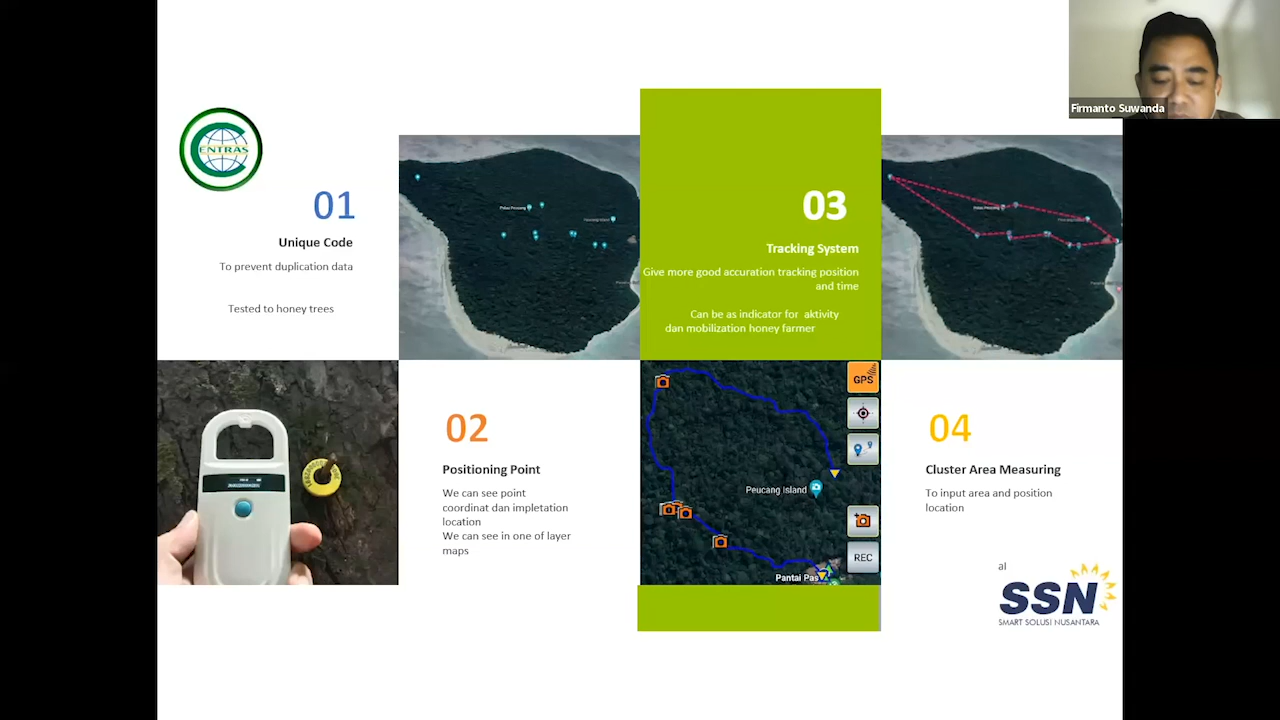 Firmanto Suwanda
ENTRAS
01
Unique Code
To prevent duplication data
Tested to honey trees
02
Positioning Point
We can see point
coordinat dan impletation
location
We can see in one of layer
maps
03
Tracking System
Give more good accuration tracking position
and time
Can be as indicator for aktivity
dan mobilization honey farmer
GPS
Peucang Island
REC
04
Cluster Area Measuring
To input area and position
location
al
SSN
SMART SOLUSI NUSANTARA